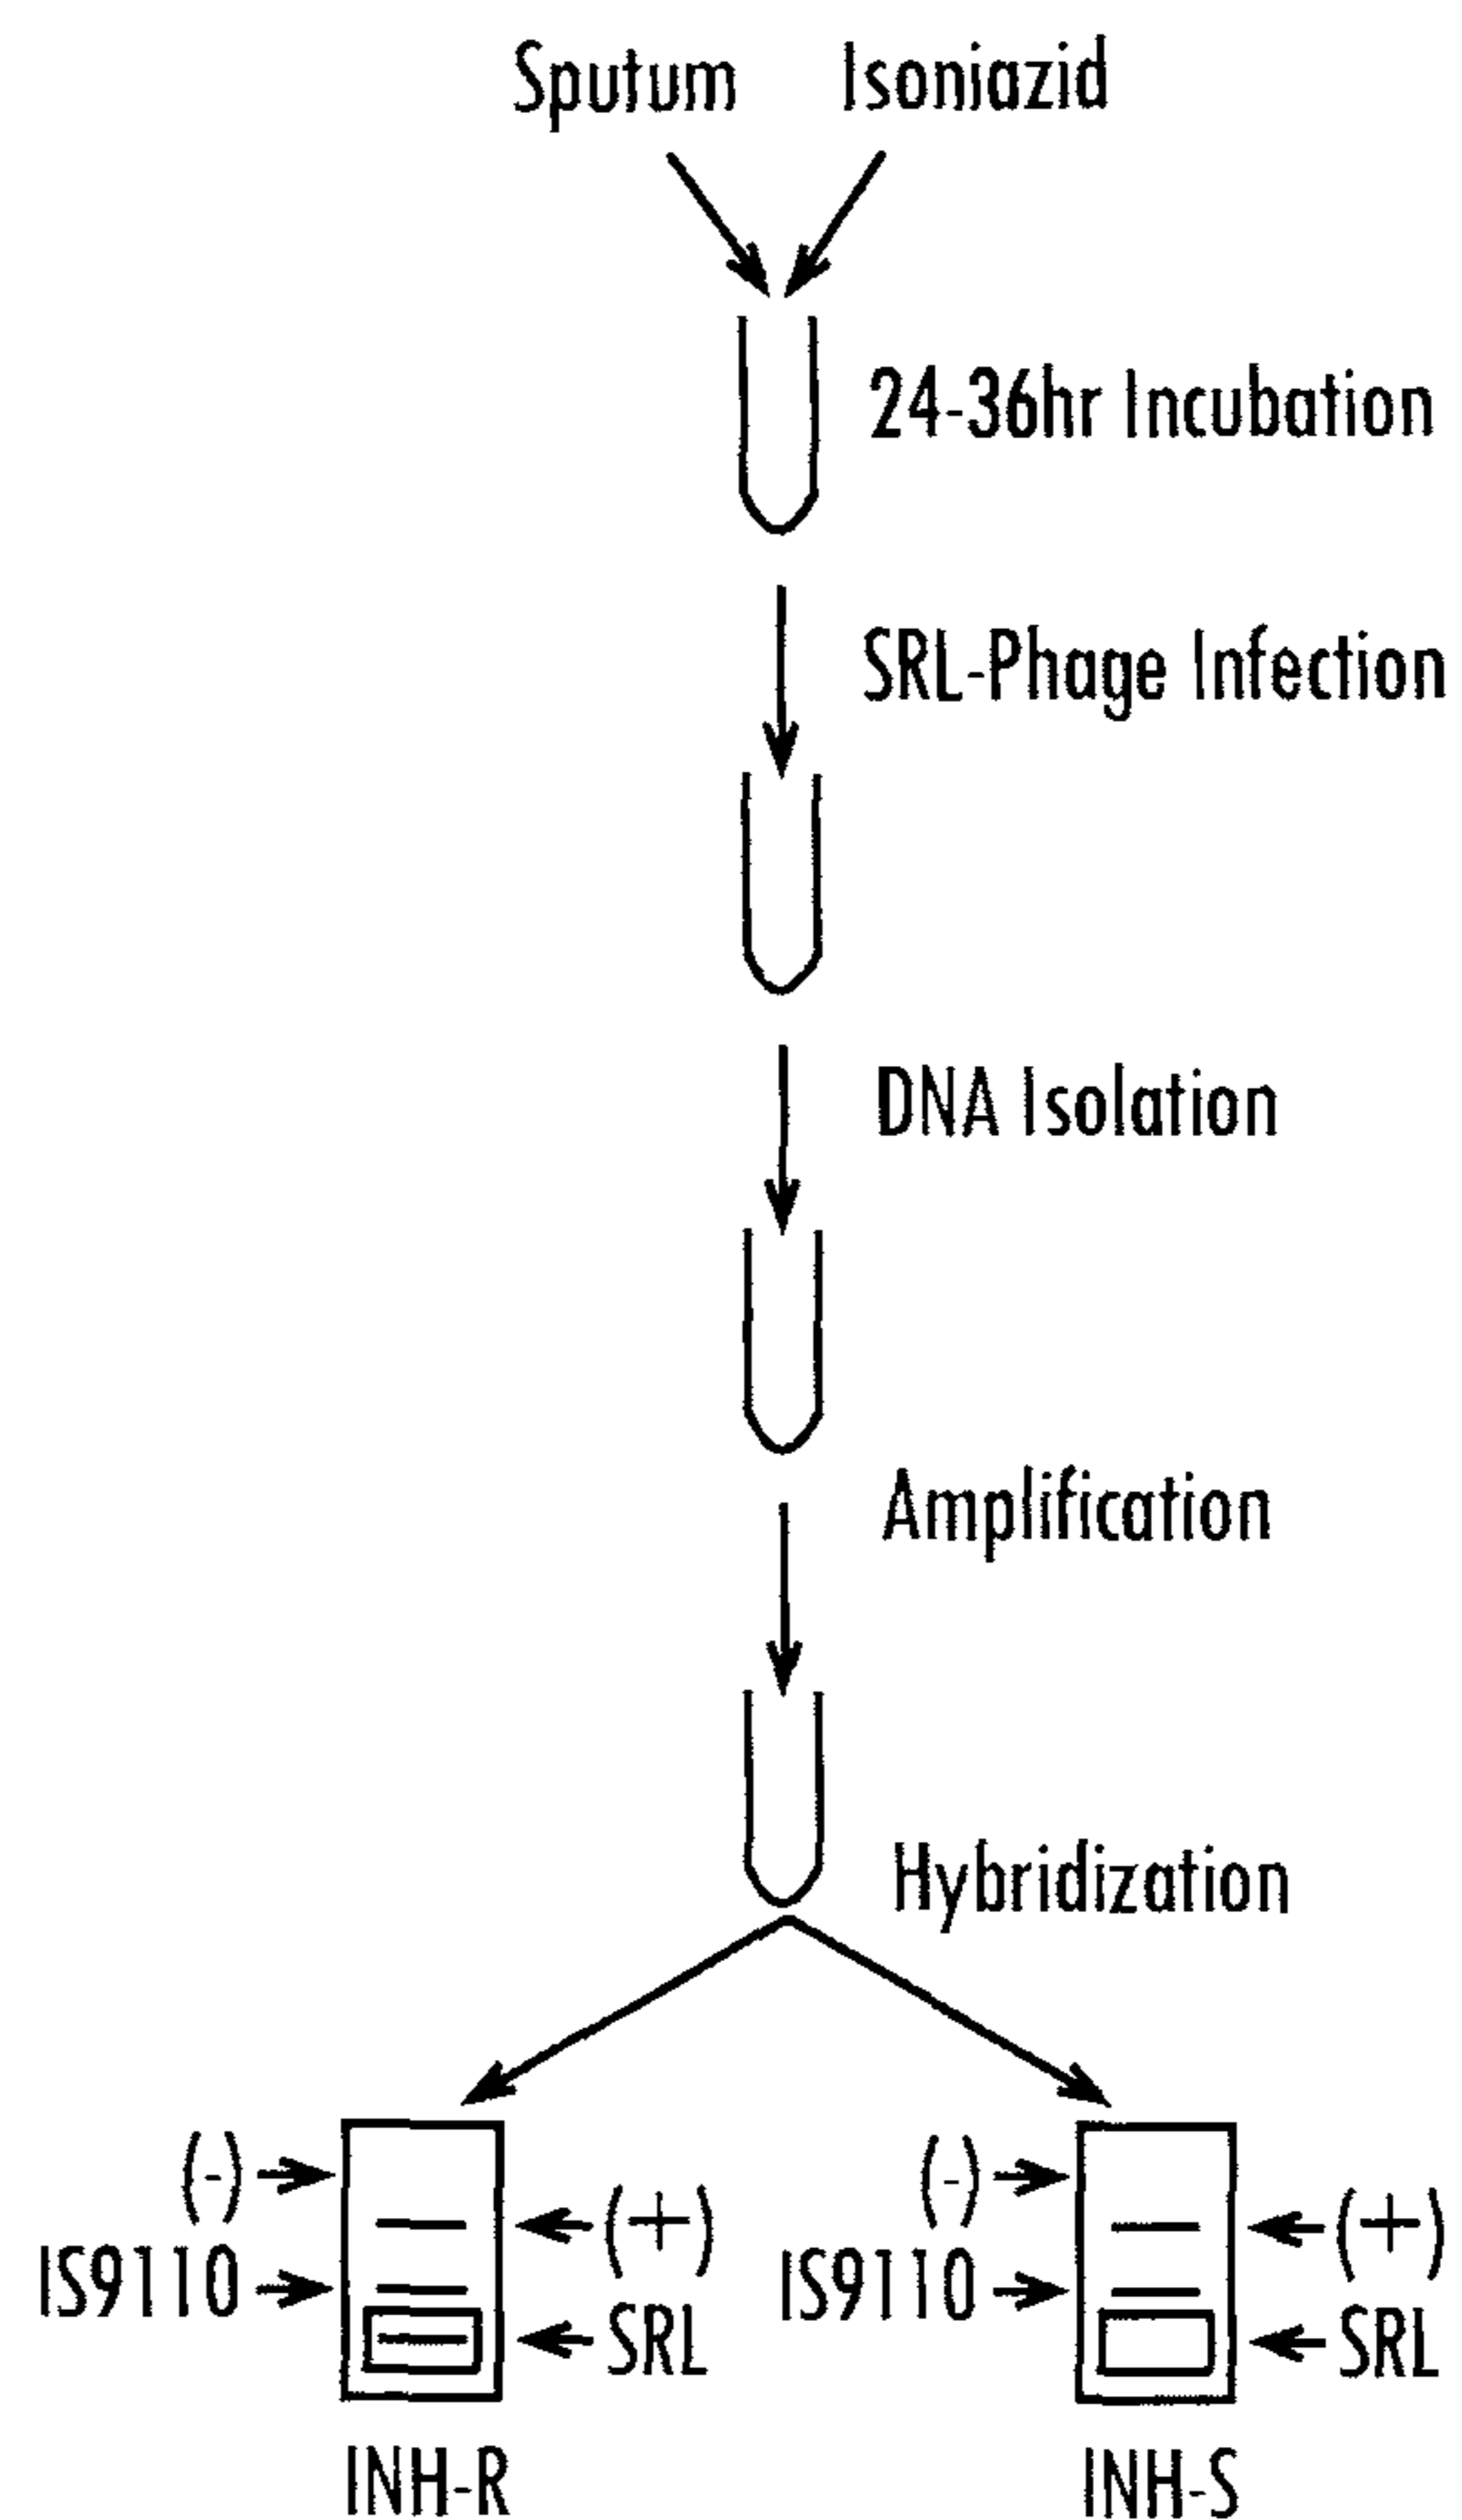 Sputum Isoniazid
24-36hr Incubation
SRL-Phage Infection
DNA Isolation
Amplification
Hybridization
(-)
(+)
IS9110
SRL
INH-R
(-)
(+)
IS9110
SRL
INH-S